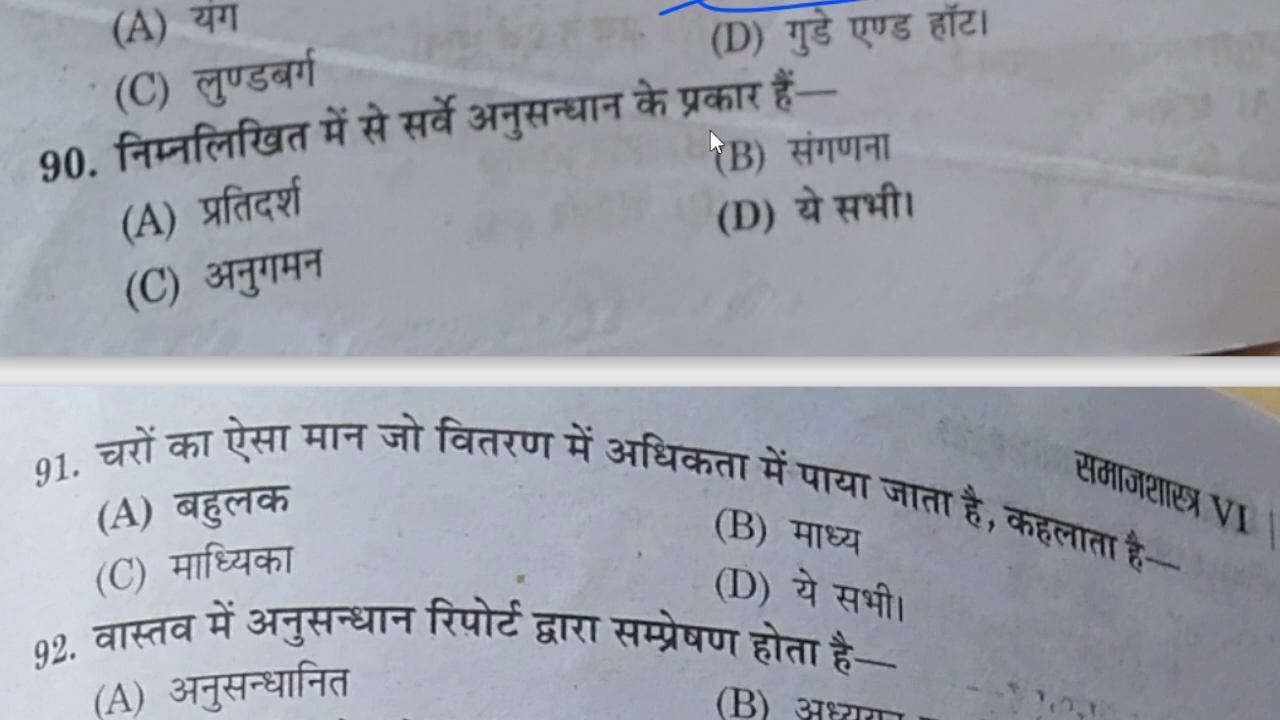 (A) यंग
(D) गुडे एण्ड हॉट।
(C) लुण्डबर्ग
90. निम्नलिखित में से सर्वे अनुसन्धान के प्रकार हैं—
(A) प्रतिदर्श
(B) संगणना
(C) अनुगमन
(D) ये सभी।
समाजशास्त्र VI
91. चरों का ऐसा मान जो वितरण में अधिकता में पाया जाता है, कहलाता है—
(A) बहुलक
(B) माध्य
(C) माध्यिका
(D) ये सभी।
92. वास्तव में अनुसन्धान रिपोर्ट द्वारा सम्प्रेषण होता है—
(A) अनुसन्धानित
(B)